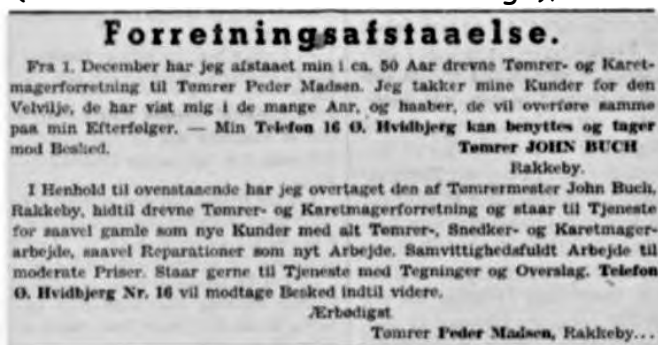 Forretningsafstaaelse.
Fra 1. December har jeg afstaaet min i ca. 50 Aar drevne Tømrer- og Karet-
magerforretning til Tømrer Peder Madsen. Jeg takker mine Kunder for den
Velvilje, de har vist mig i de mange Aar, og haaber, de vil overføre samme
paa min Efterfølger. — Min Telefon 16 Ø. Hvidbjerg kan benyttes og tager
mod Besked. Tømrer JOHN BUCH
Rakkeby.
I Henhold til ovenstaaende har jeg overtaget den af Tømrermester John Buch,
Rakkeby, hidtil drevne Tømrer- og Karetmagerforretning og staar til Tjeneste
for saavel gamle som nye Kunder med alt Tømrer-, Snedker- og Karetmager-
arbejde, saavel Reparationer som nyt Arbejde. Samvittighedsfuldt Arbejde til
moderate Priser. Staar gerne til Tjeneste med Tegninger og Overslag. Telefon
Ø. Hvidbjerg Nr. 16 vil modtage Besked indtil videre.
Ærbødigst
Tømrer Peder Madsen, Rakkeby...